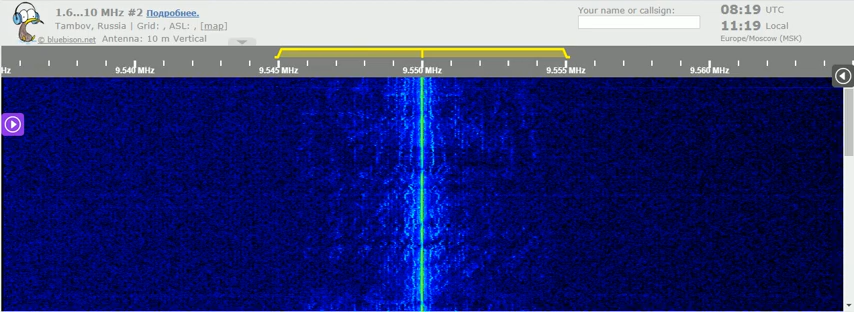 1.6...10 MHz #2 Подробнее.
Tambov, Russia | Grid: , ASL: , [map]
© bluebison.net Antenna: 10 m Vertical
Your name or callsign:
08:19 UTC
11:19 Local
Europe/Moscow (MSK)
Hz 9.540 MHz 9.545 MHz 9.550 MHz 9.555 MHz 9.560 MHz